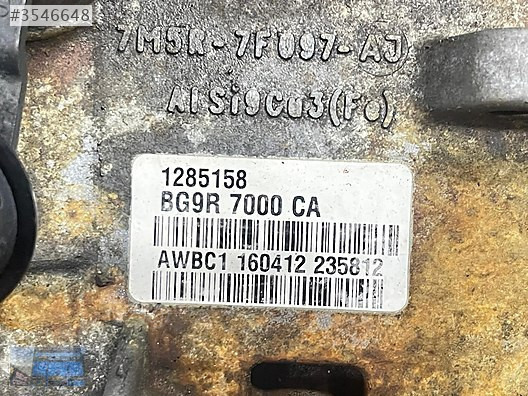 #3546648
7M5R-7F097-AJ
AlSi9Cu3(Fe)
1285158
BG9R 7000 CA
AWBC1 160412 235812